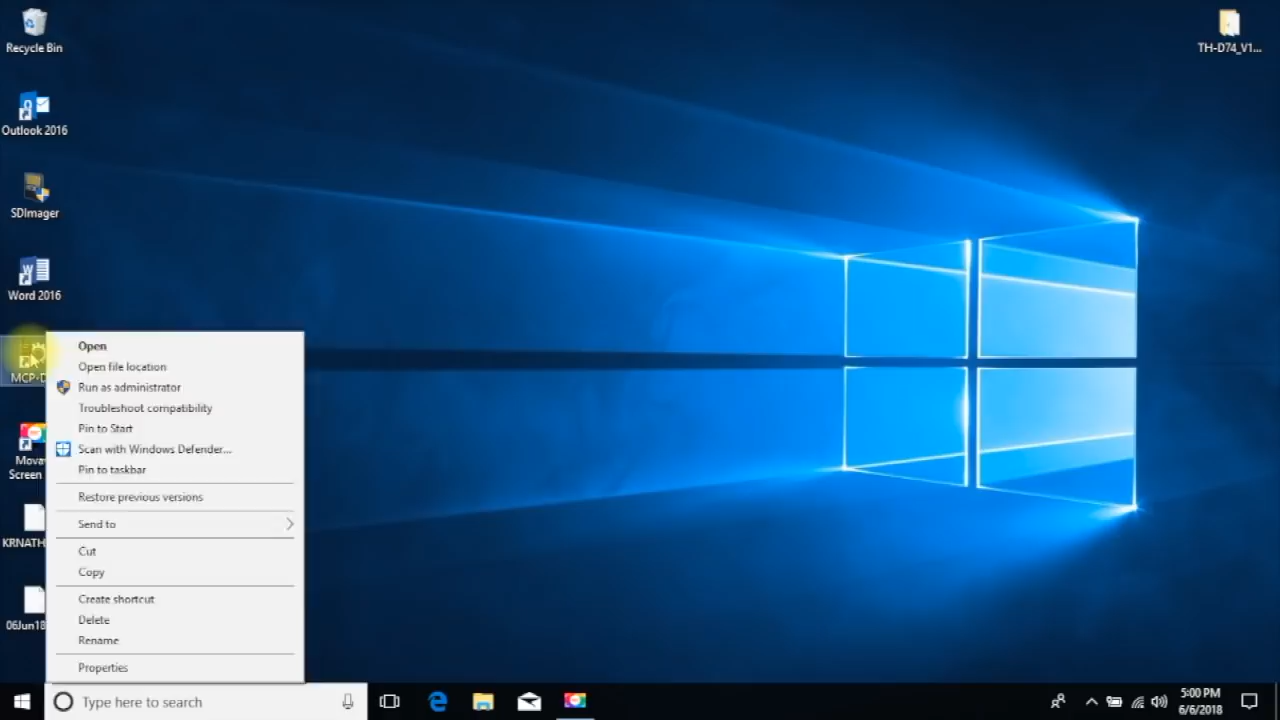 Recycle Bin
TH-D74_V1...
Outlook 2016
SDImager
Word 2016
MCP-D
Mova
Screen
KRNATH
06Jun18
Open
Open file location
Run as administrator
Troubleshoot compatibility
Pin to Start
Scan with Windows Defender...
Pin to taskbar
Restore previous versions
Send to
Cut
Copy
Create shortcut
Delete
Rename
Properties
Type here to search
5:00 PM
6/6/2018